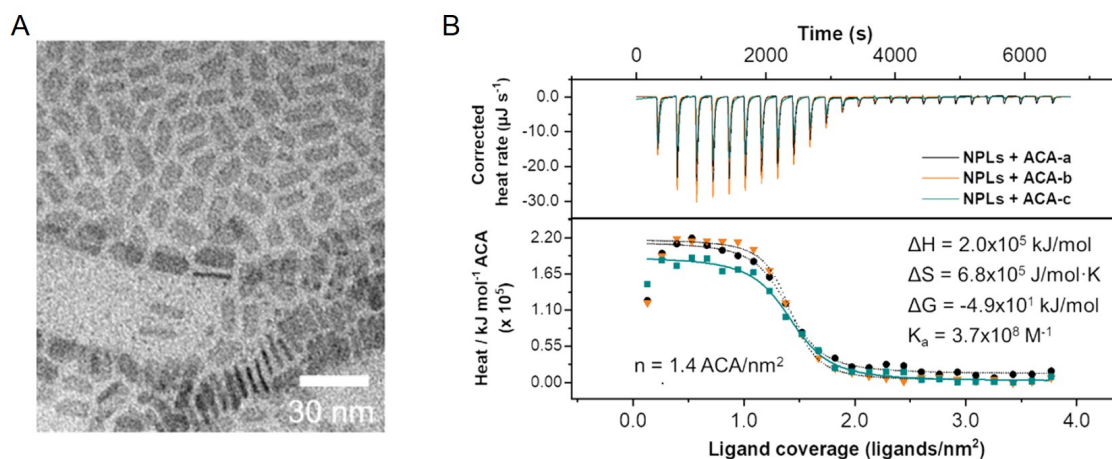 A
30 nm
B
Time (s)
0 2000 4000 6000
Corrected
heat rate (µJ s⁻¹)
0.0
-10.0
-20.0
-30.0
NPLs + ACA-a
NPLs + ACA-b
NPLs + ACA-c
Heat / kJ mol⁻¹ ACA
(x 10⁵)
2.20
1.65
1.10
0.55
0.00
ΔH = 2.0x10⁵ kJ/mol
ΔS = 6.8x10⁵ J/mol·K
ΔG = -4.9x10¹ kJ/mol
Kₐ = 3.7x10⁸ M⁻¹
n = 1.4 ACA/nm²
0.0 1.0 2.0 3.0 4.0
Ligand coverage (ligands/nm²)